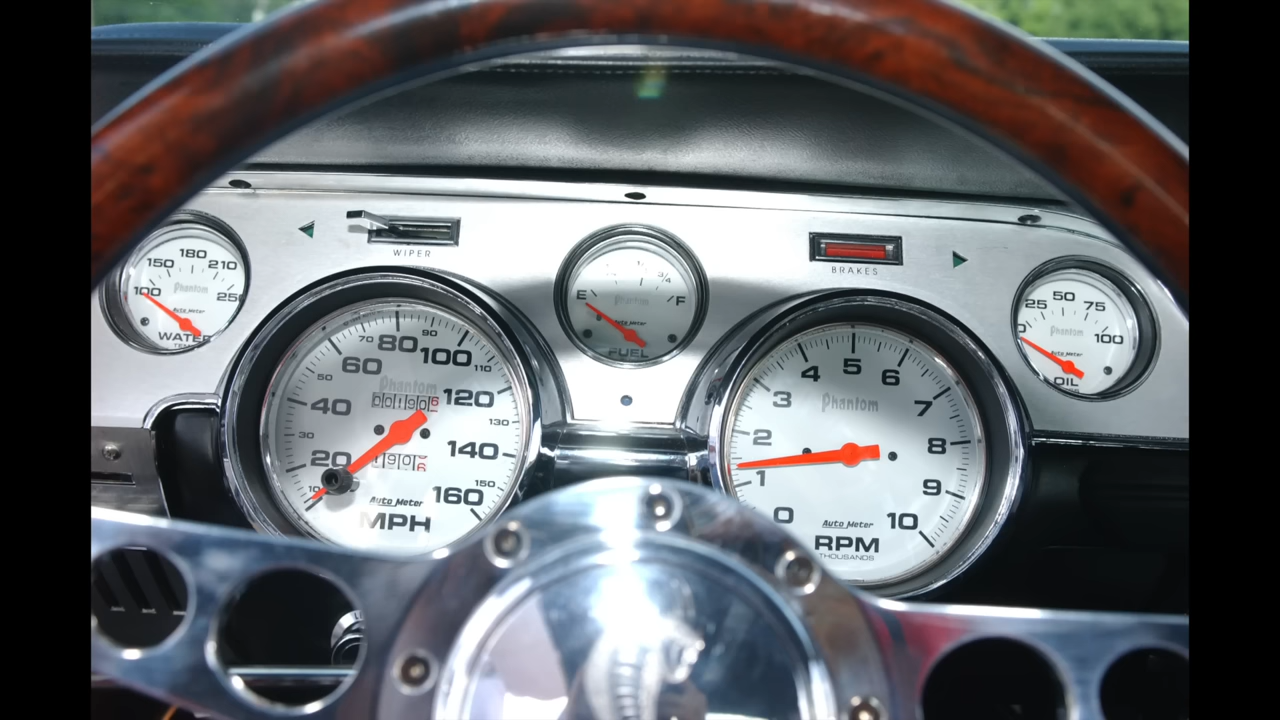 WIPER
BRAKES
100 150 180 210 250
Phantom
Auto Meter
WATER
E 3/4 F
Phantom
Auto Meter
FUEL
0 25 50 75 100
Phantom
Auto Meter
OIL
10 20 30 40 50 60 70 80 90 100 110 120 130 140 150 160
Phantom
001906
1906
Auto Meter
MPH
0 1 2 3 4 5 6 7 8 9 10
Phantom
Auto Meter
RPM
THOUSANDS